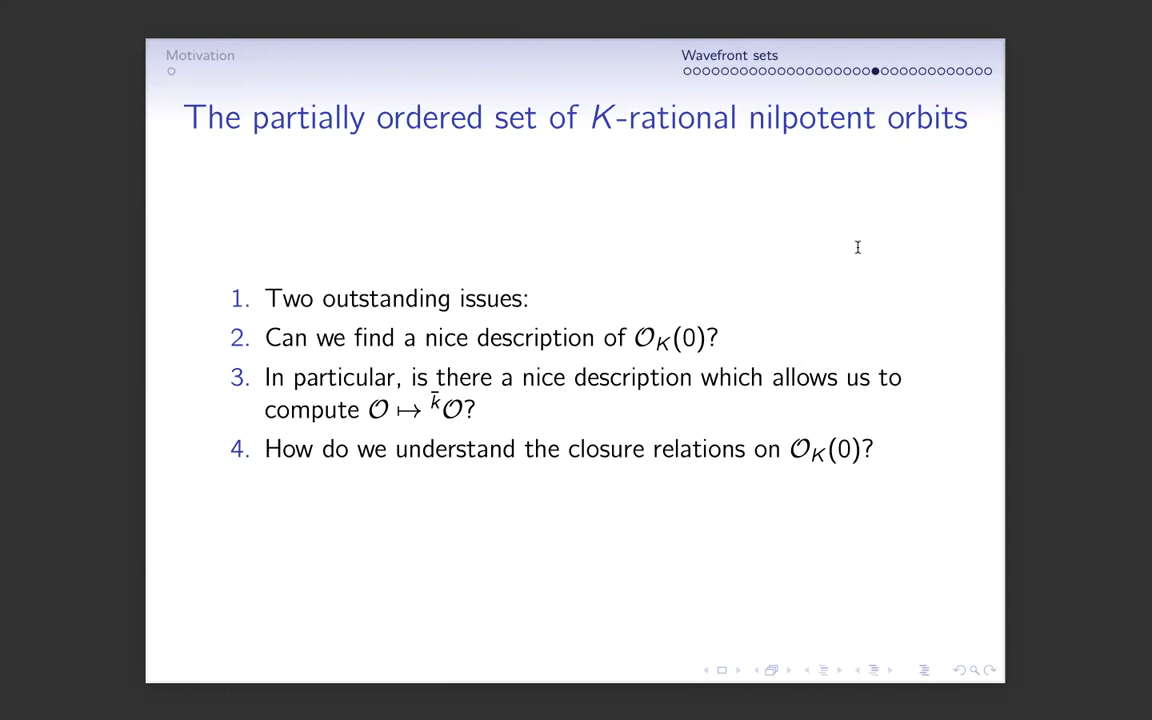 Motivation
Wavefront sets
The partially ordered set of K-rational nilpotent orbits
1. Two outstanding issues:
2. Can we find a nice description of 𝒪_K(0)?
3. In particular, is there a nice description which allows us to
compute 𝒪 ↦ ^{k̄}𝒪?
4. How do we understand the closure relations on 𝒪_K(0)?